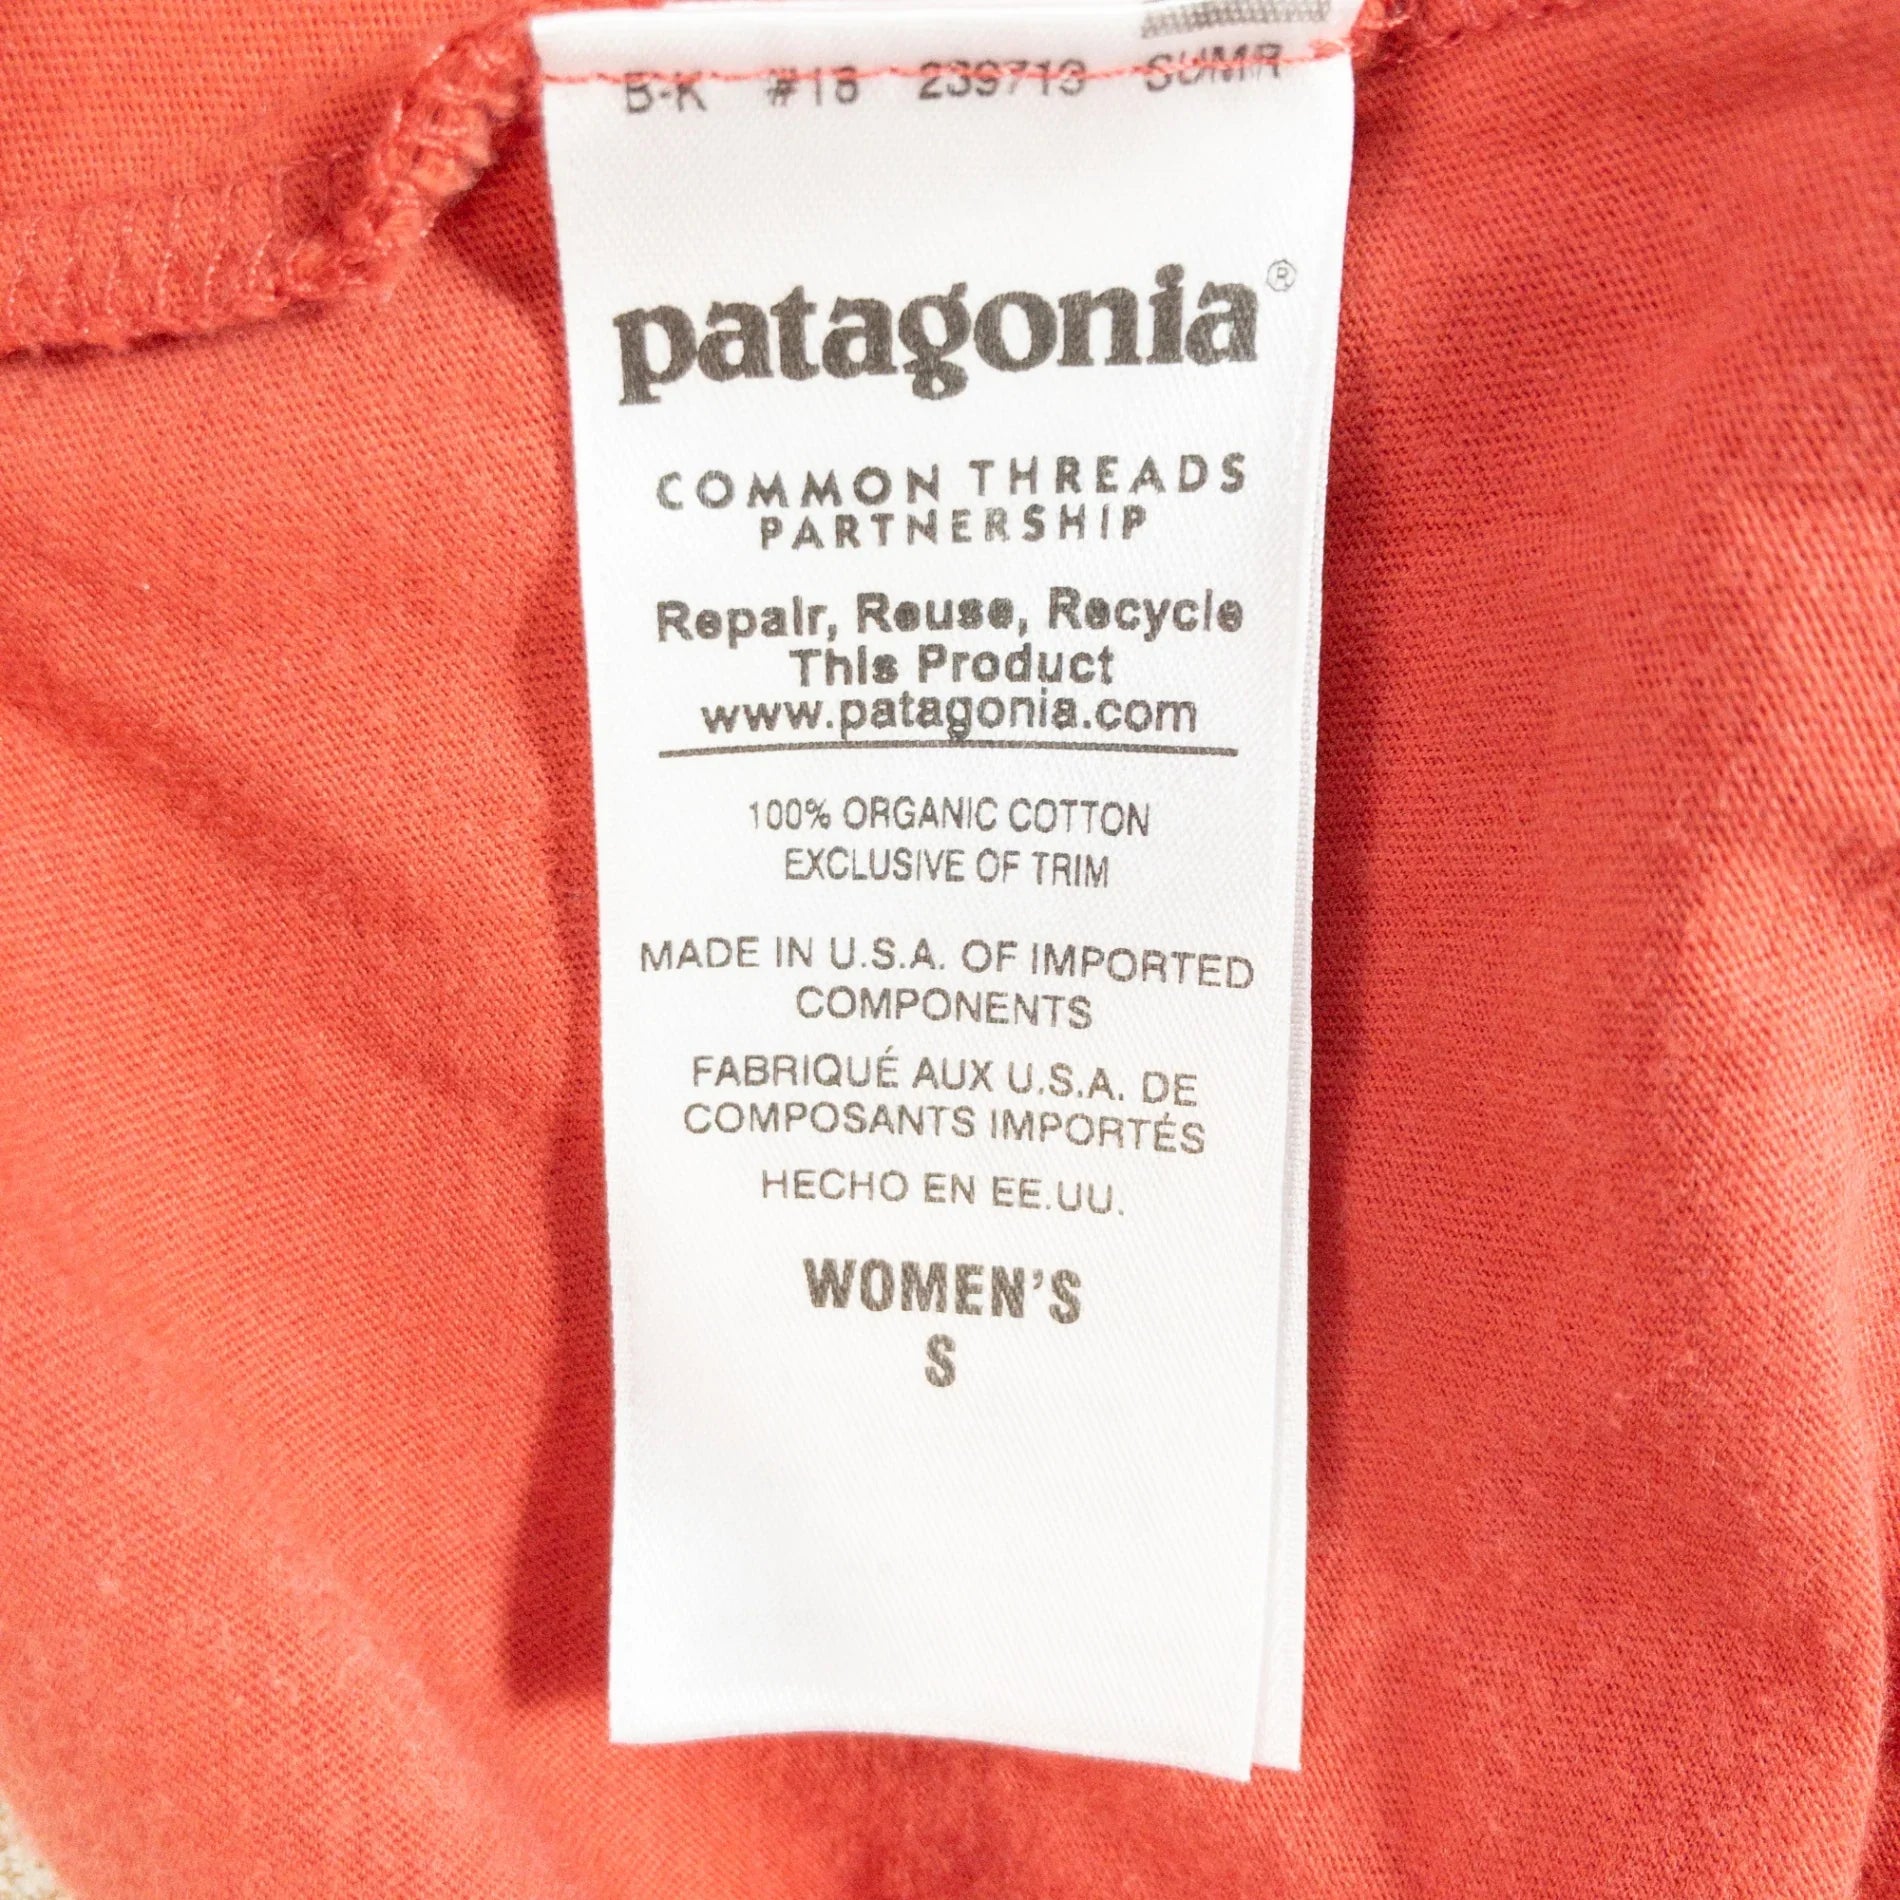 B-K #18 239713 SUMR
patagonia®
COMMON THREADS
PARTNERSHIP
Repair, Reuse, Recycle
This Product
www.patagonia.com
100% ORGANIC COTTON
EXCLUSIVE OF TRIM
MADE IN U.S.A. OF IMPORTED
COMPONENTS
FABRIQUÉ AUX U.S.A. DE
COMPOSANTS IMPORTÉS
HECHO EN EE.UU.
WOMEN'S
S